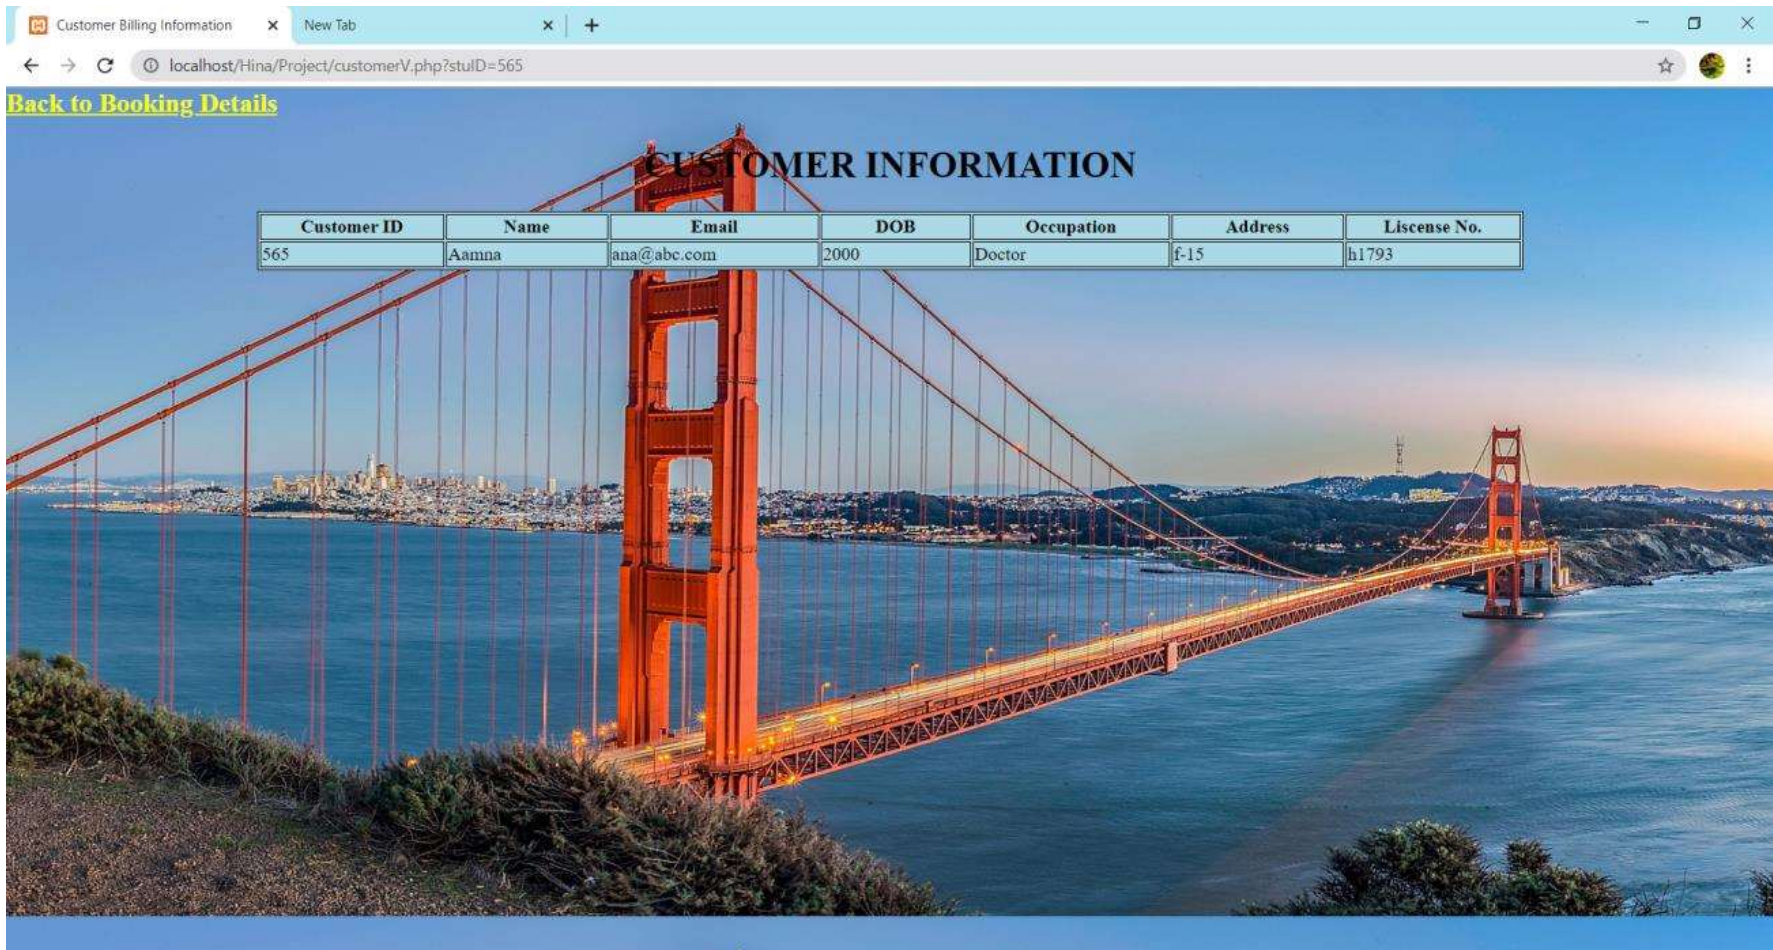 Customer Billing Information New Tab
localhost/Hina/Project/customerV.php?stuID=565
Back to Booking Details
CUSTOMER INFORMATION
Customer ID Name Email DOB Occupation Address Liscense No.
565 Aamna ana@abc.com 2000 Doctor f-15 h1793